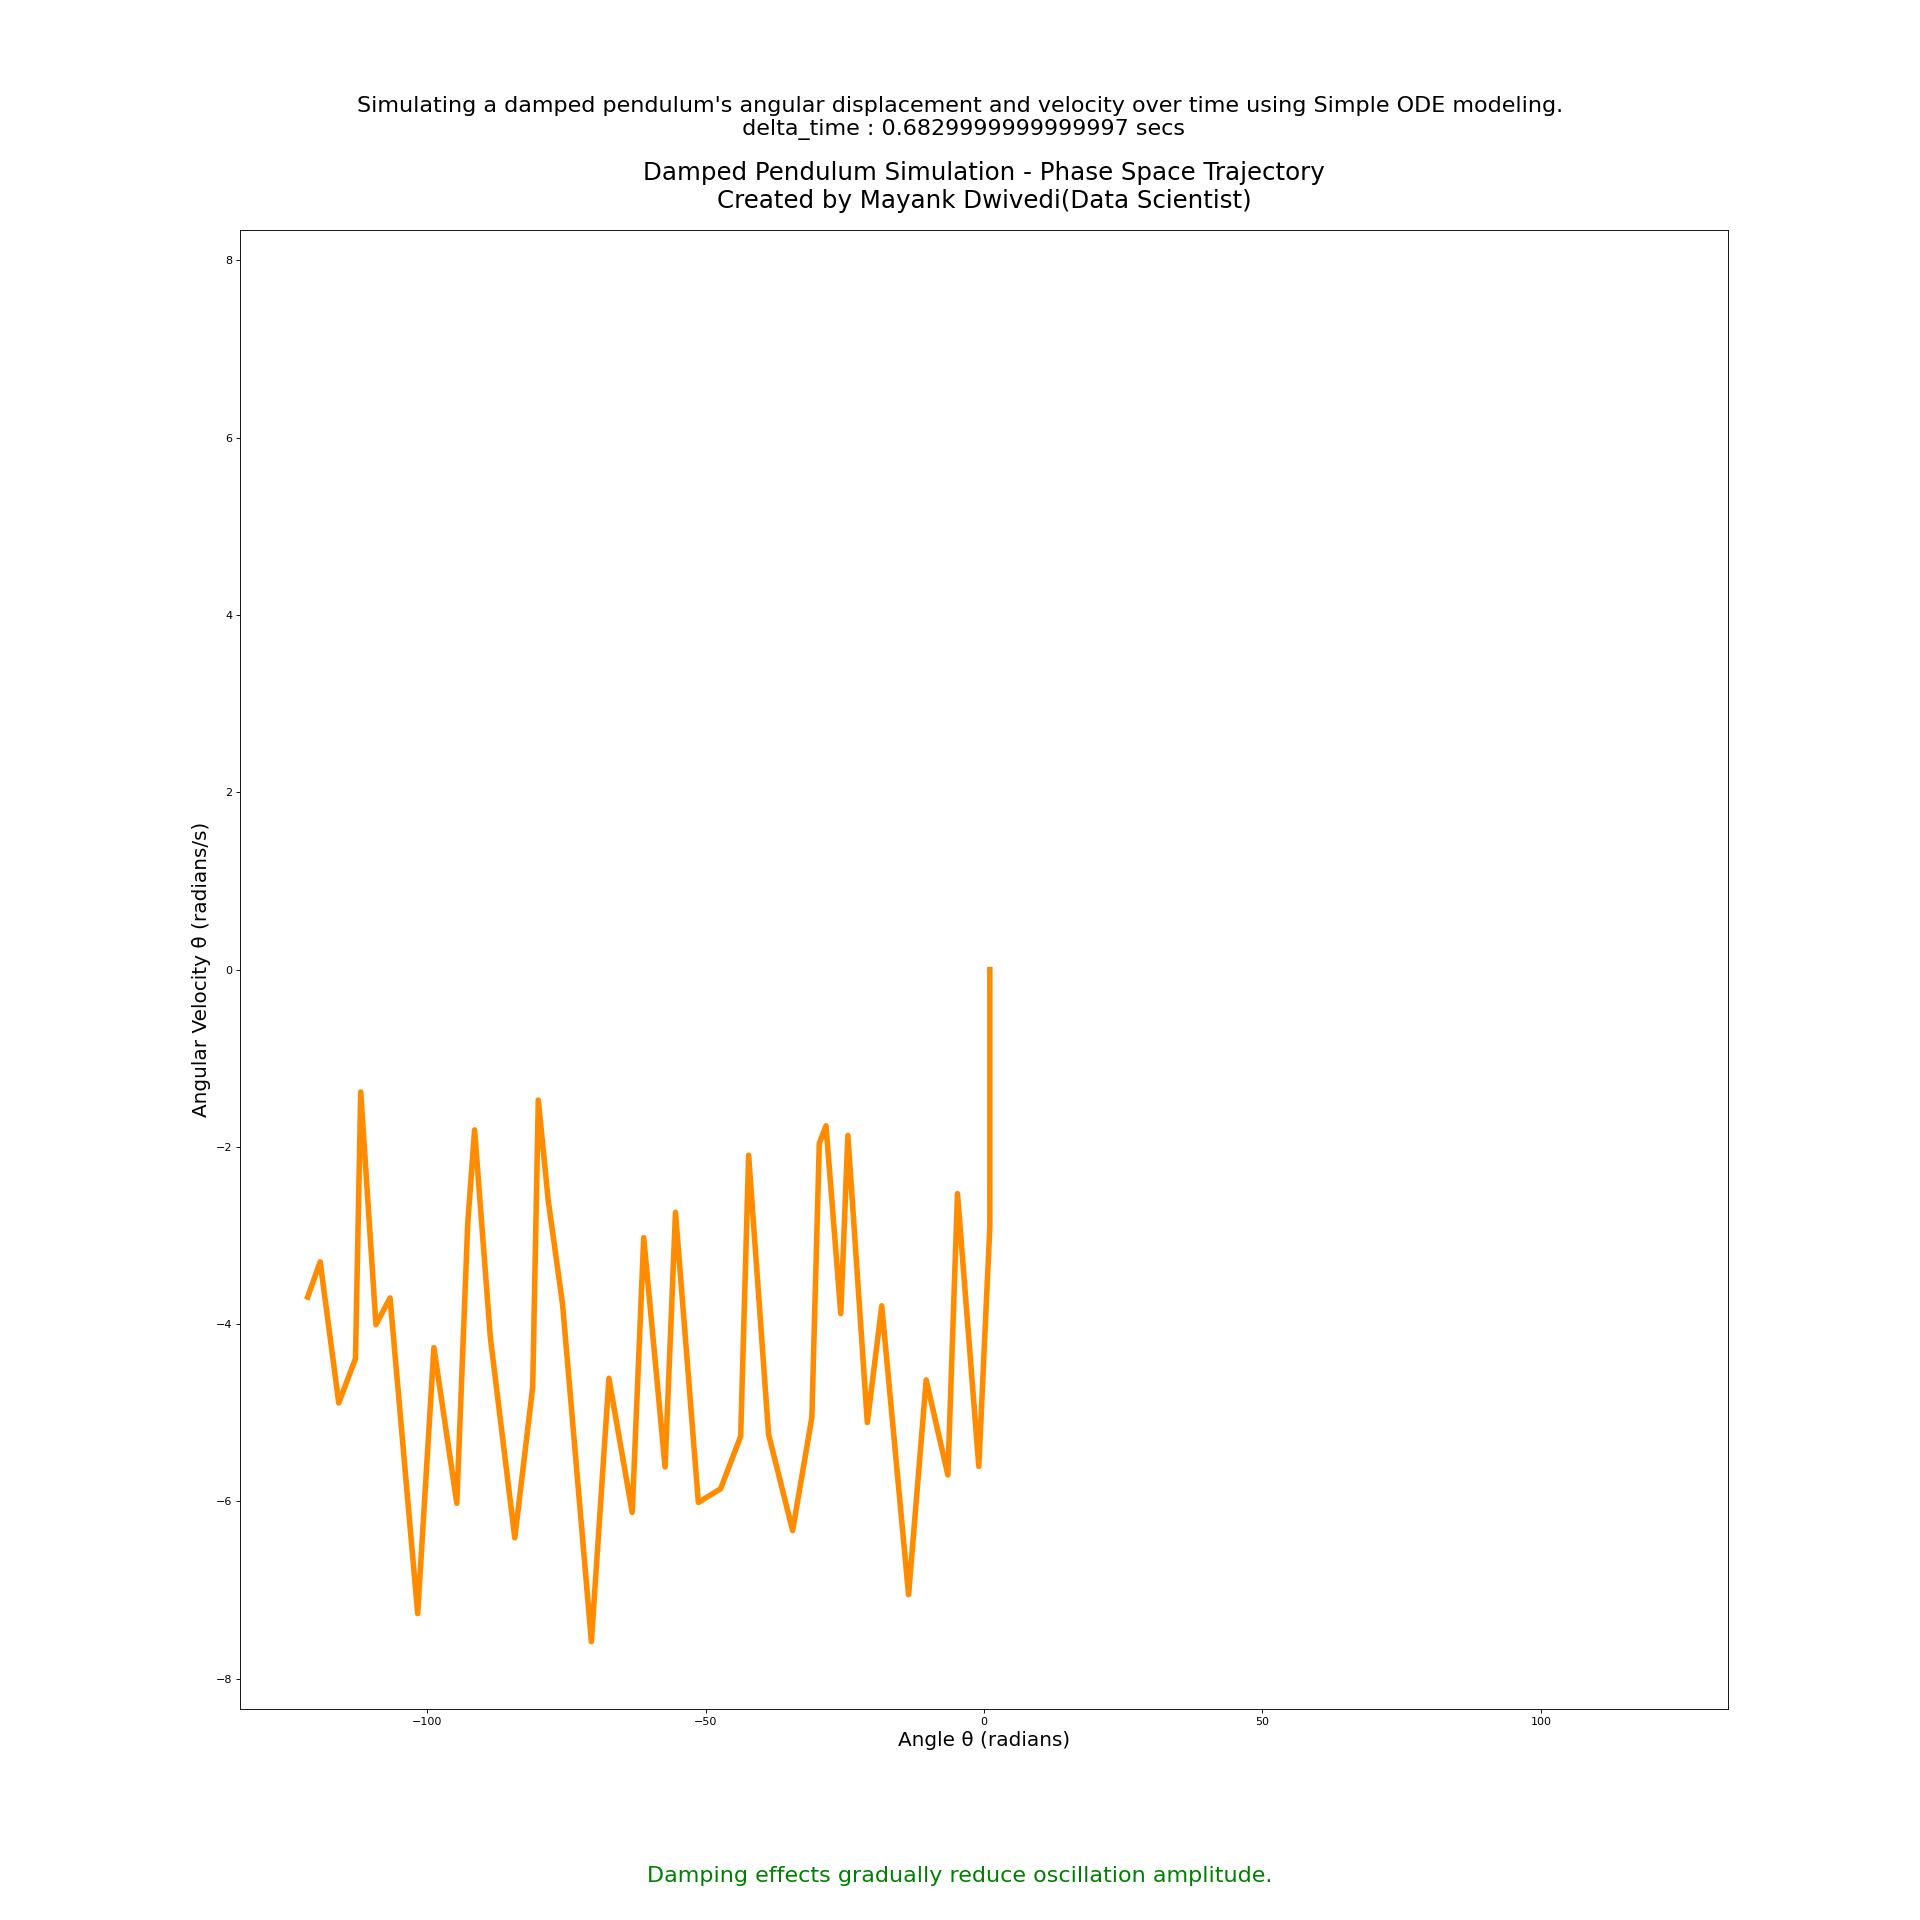 Simulating a damped pendulum's angular displacement and velocity over time using Simple ODE modeling.
delta_time : 0.6829999999999997 secs
Damped Pendulum Simulation - Phase Space Trajectory
Created by Mayank Dwivedi(Data Scientist)
8
6
4
2
0
−2
−4
−6
−8
Angular Velocity θ (radians/s)
−100
−50
0
50
100
Angle θ (radians)
Damping effects gradually reduce oscillation amplitude.